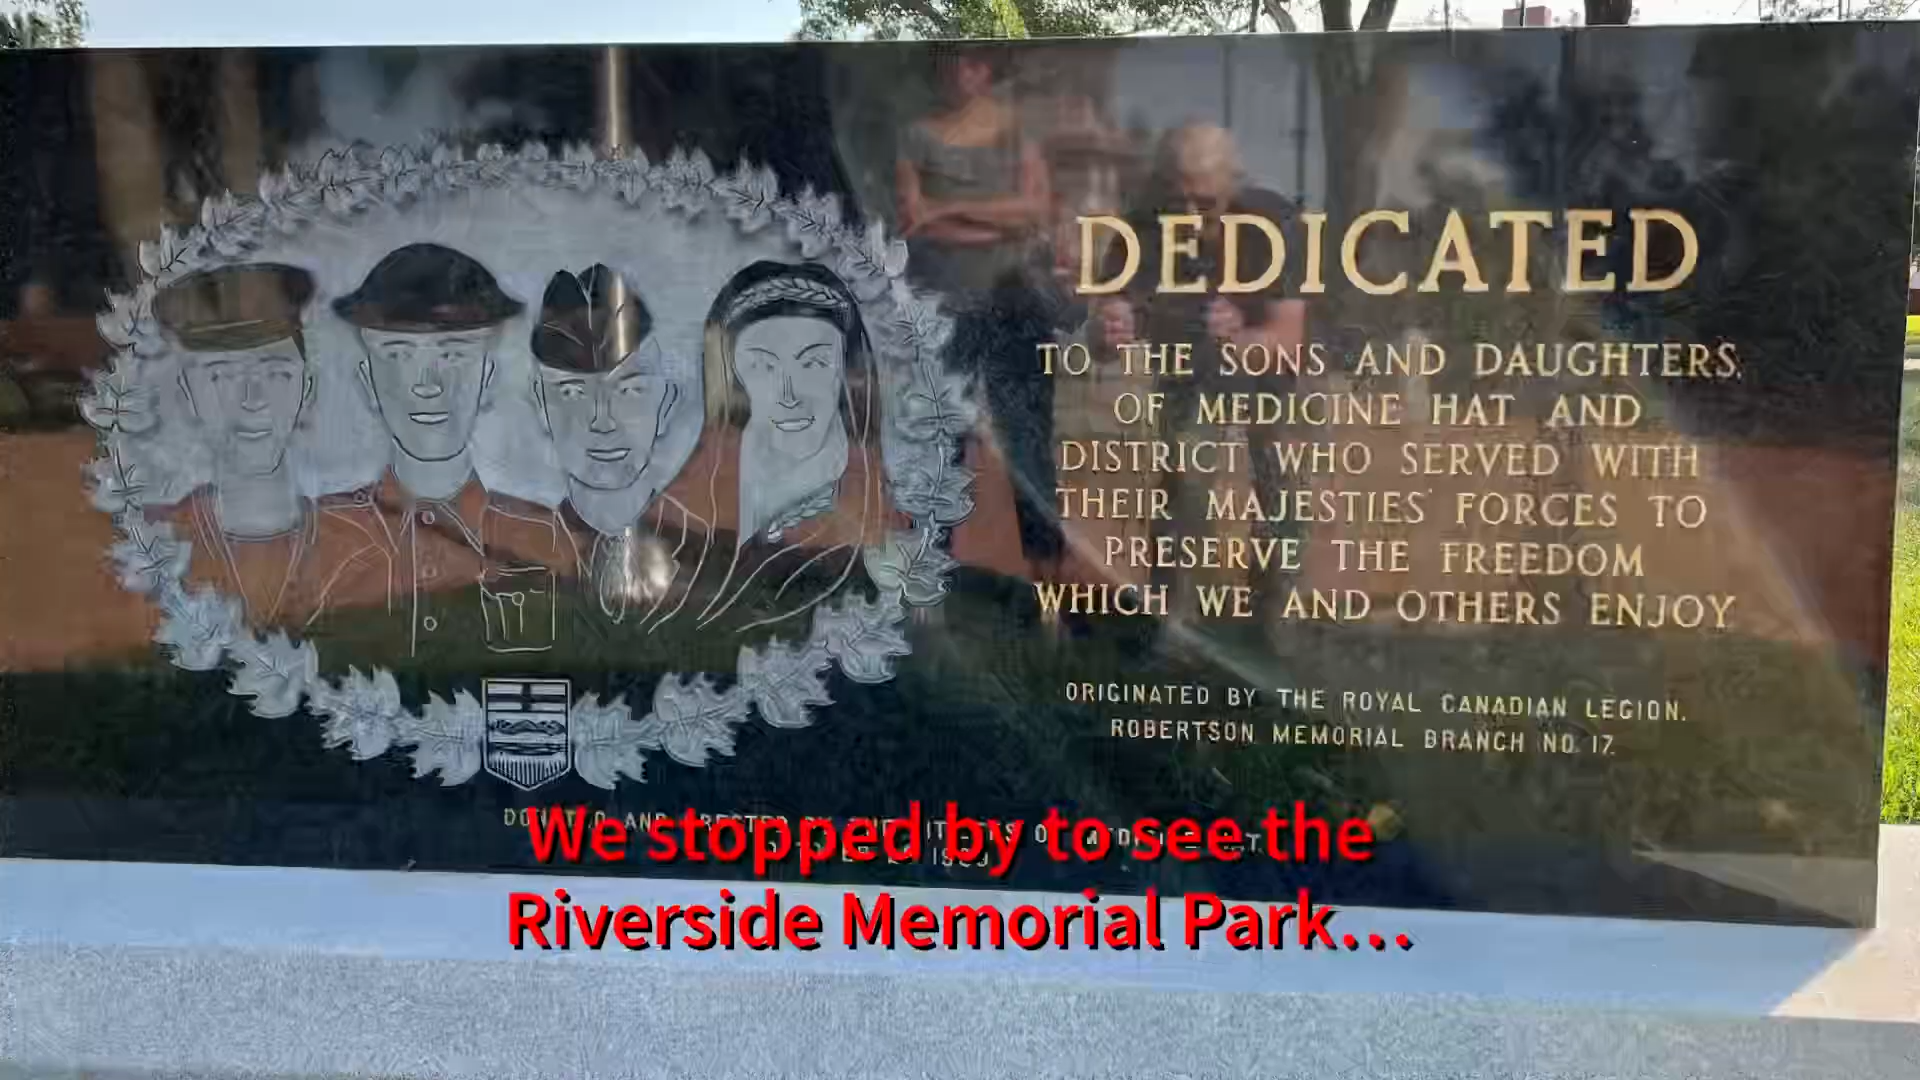 DEDICATED
TO THE SONS AND DAUGHTERS
OF MEDICINE HAT AND
DISTRICT WHO SERVED WITH
THEIR MAJESTIES' FORCES TO
PRESERVE THE FREEDOM
WHICH WE AND OTHERS ENJOY
ORIGINATED BY THE ROYAL CANADIAN LEGION.
ROBERTSON MEMORIAL BRANCH NO. 17.
We stopped by to see the
Riverside Memorial Park...